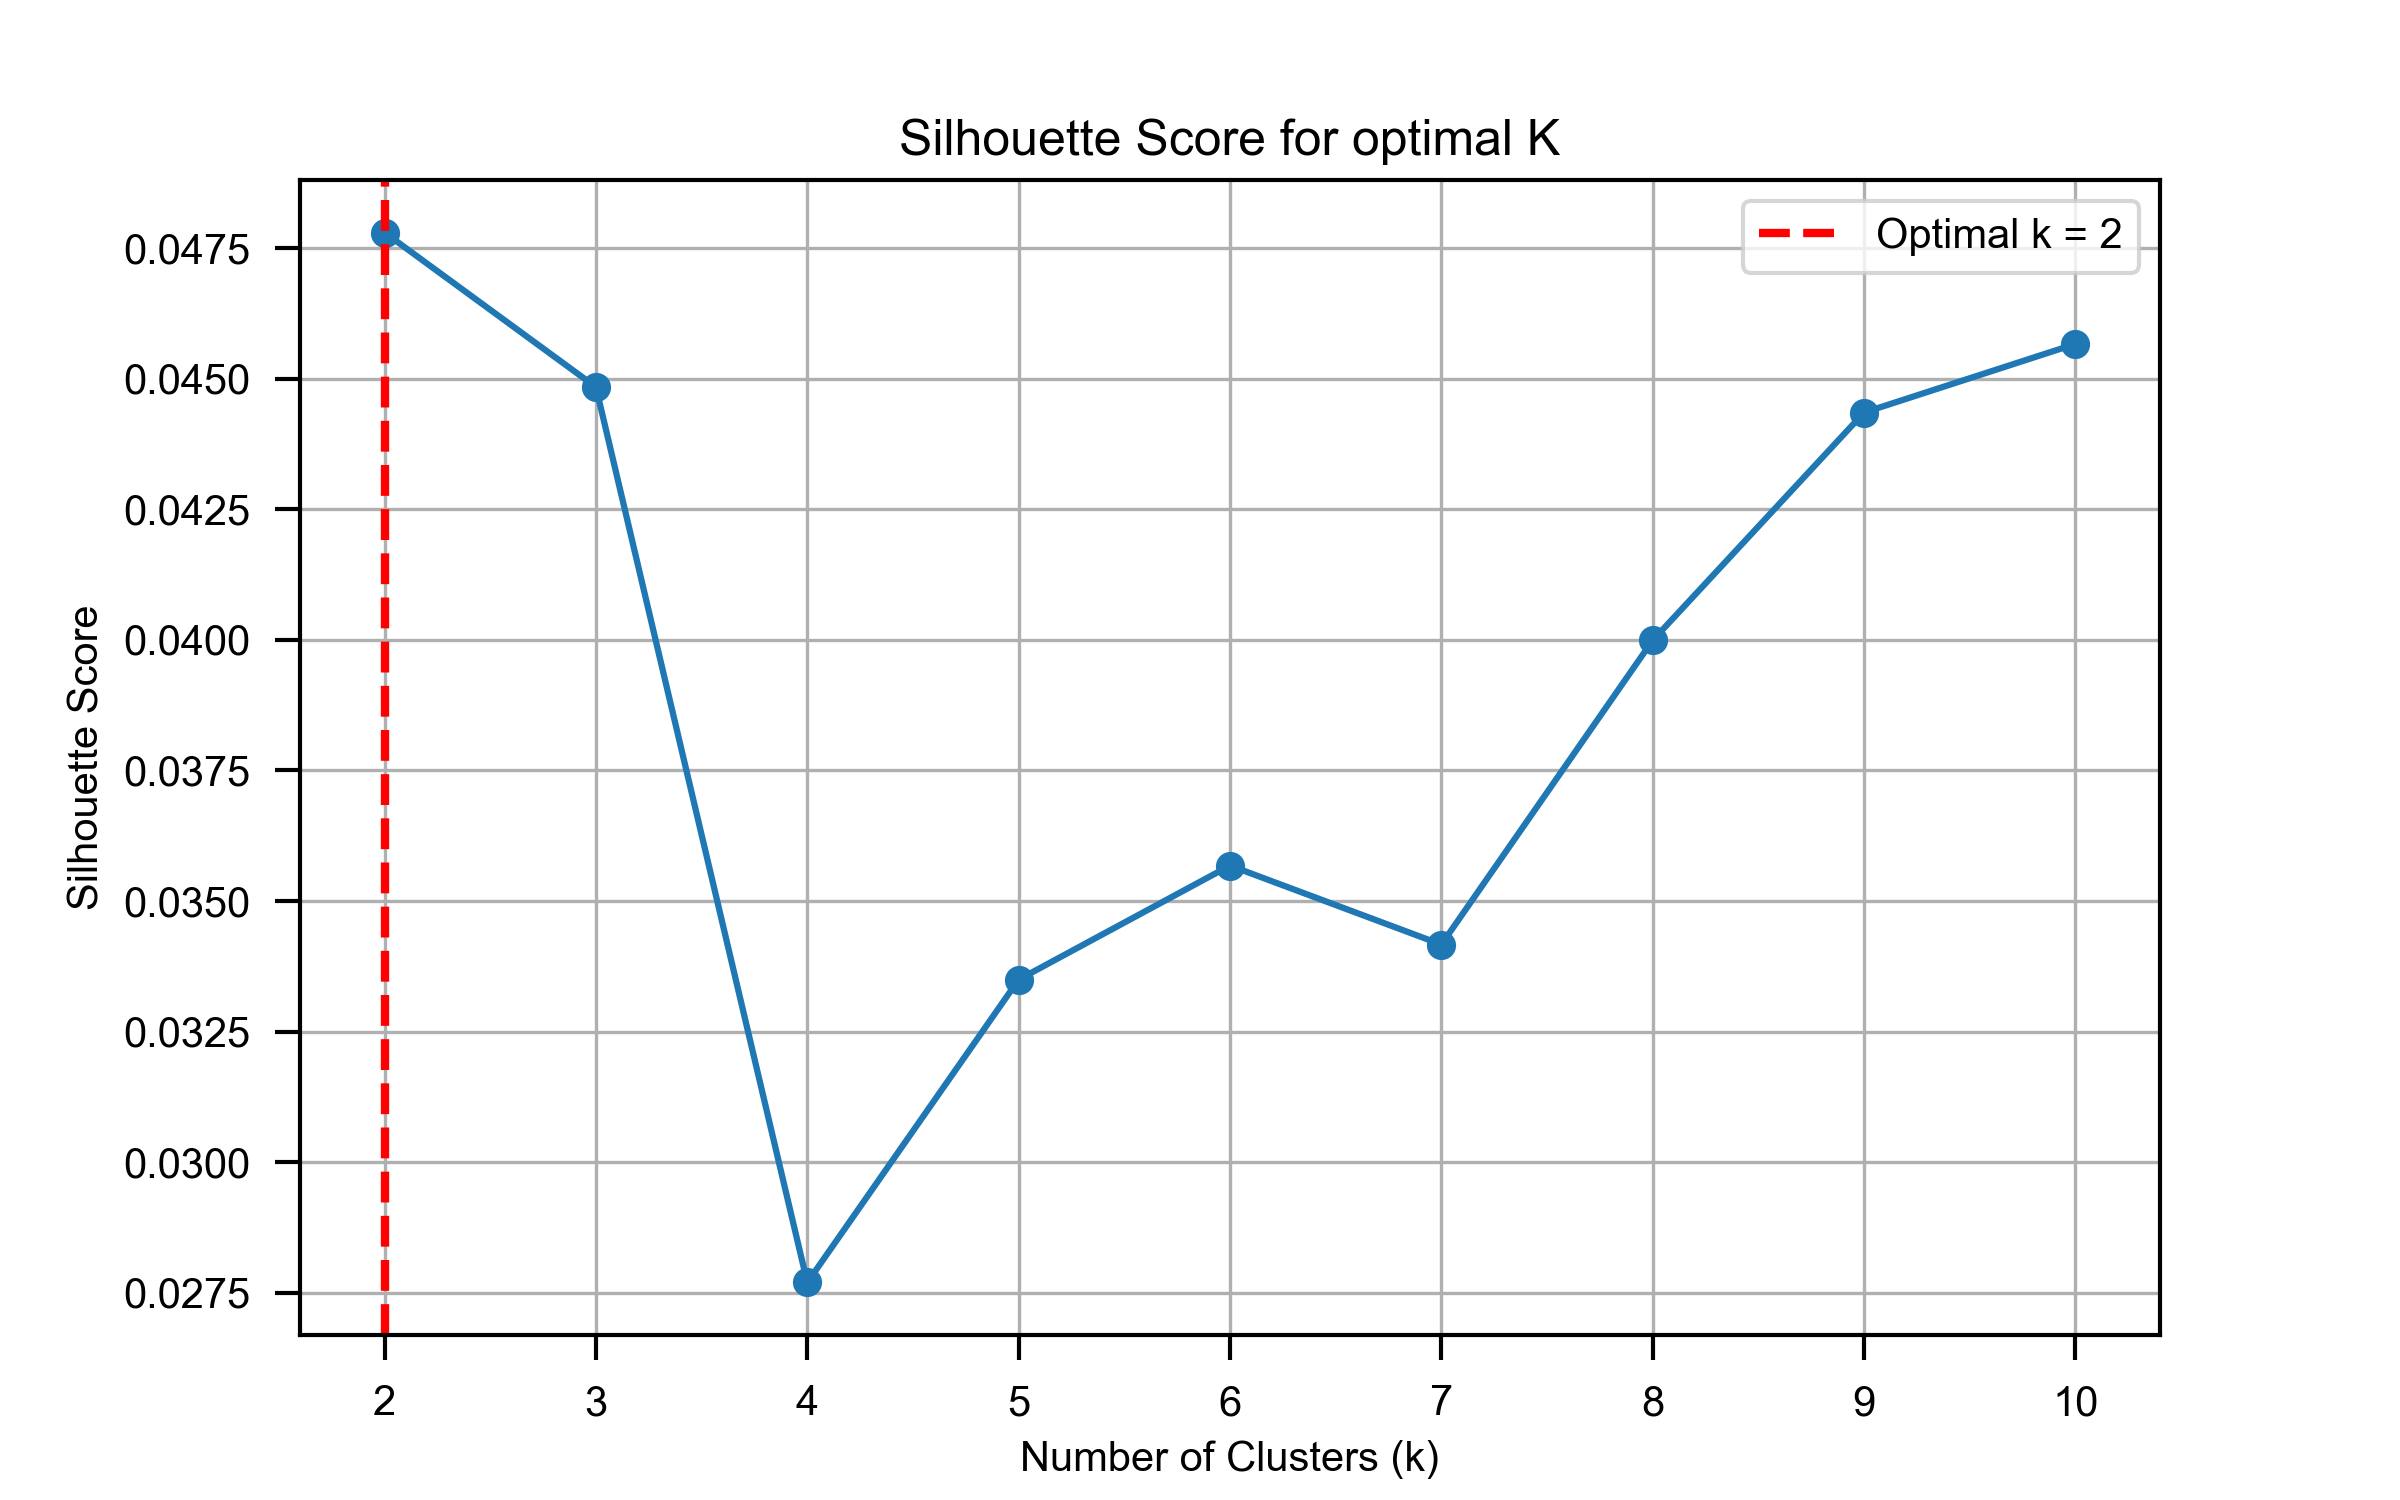 Silhouette Score for optimal K
Optimal k = 2
0.0475
0.0450
0.0425
0.0400
0.0375
0.0350
0.0325
0.0300
0.0275
Silhouette Score
2 3 4 5 6 7 8 9 10
Number of Clusters (k)